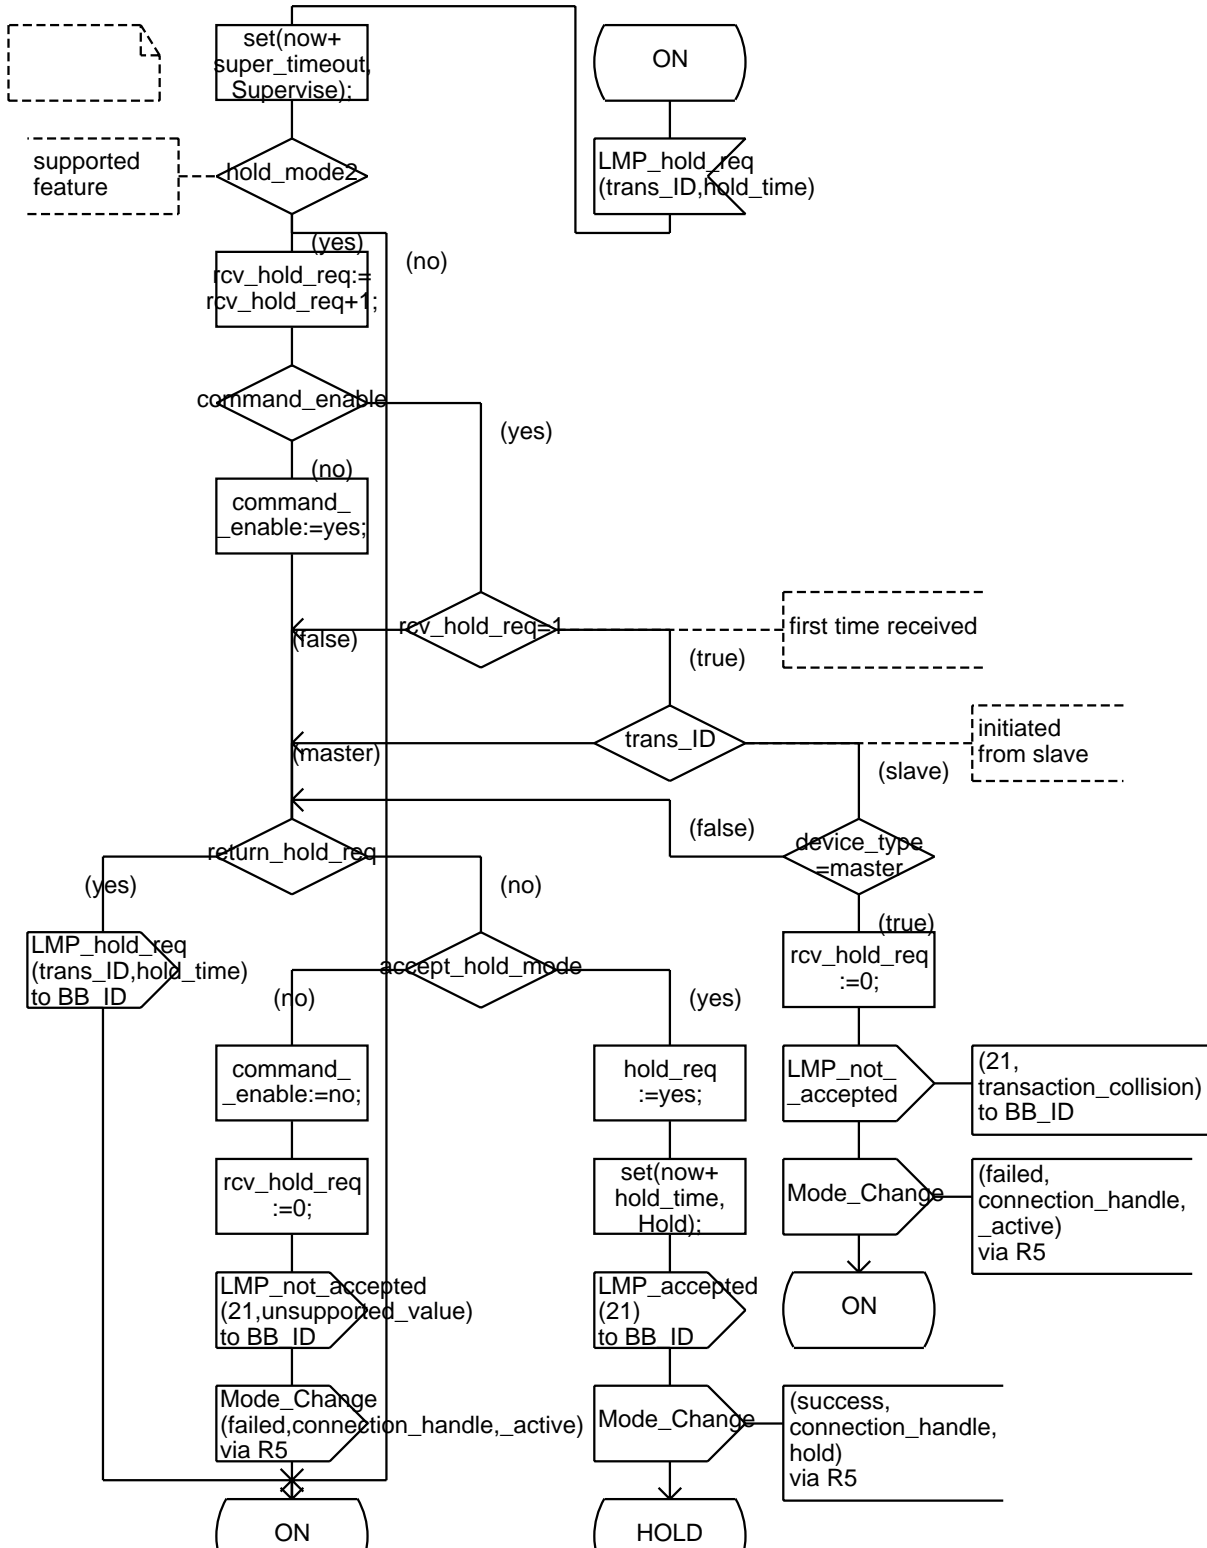 set(now+
super_timeout,
Supervise);
ON
supported
feature
hold_mode2
LMP_hold_req
(trans_ID,hold_time)
(yes)
(no)
rcv_hold_req:=
rcv_hold_req+1;
command_enable
(yes)
(no)
command_
_enable:=yes;
(false)
rcv_hold_req=1
first time received
(true)
(master)
trans_ID
initiated
from slave
(slave)
(false)
device_type
=master
return_hold_req
(yes)
(no)
(true)
LMP_hold_req
(trans_ID,hold_time)
to BB_ID
accept_hold_mode
rcv_hold_req
:=0;
(no)
(yes)
command_
_enable:=no;
hold_req
:=yes;
LMP_not_
_accepted
(21,
transaction_collision)
to BB_ID
rcv_hold_req
:=0;
set(now+
hold_time,
Hold);
Mode_Change
(failed,
connection_handle,
_active)
via R5
LMP_not_accepted
(21,unsupported_value)
to BB_ID
LMP_accepted
(21)
to BB_ID
ON
Mode_Change
(failed,connection_handle,_active)
via R5
Mode_Change
(success,
connection_handle,
hold)
via R5
ON
HOLD